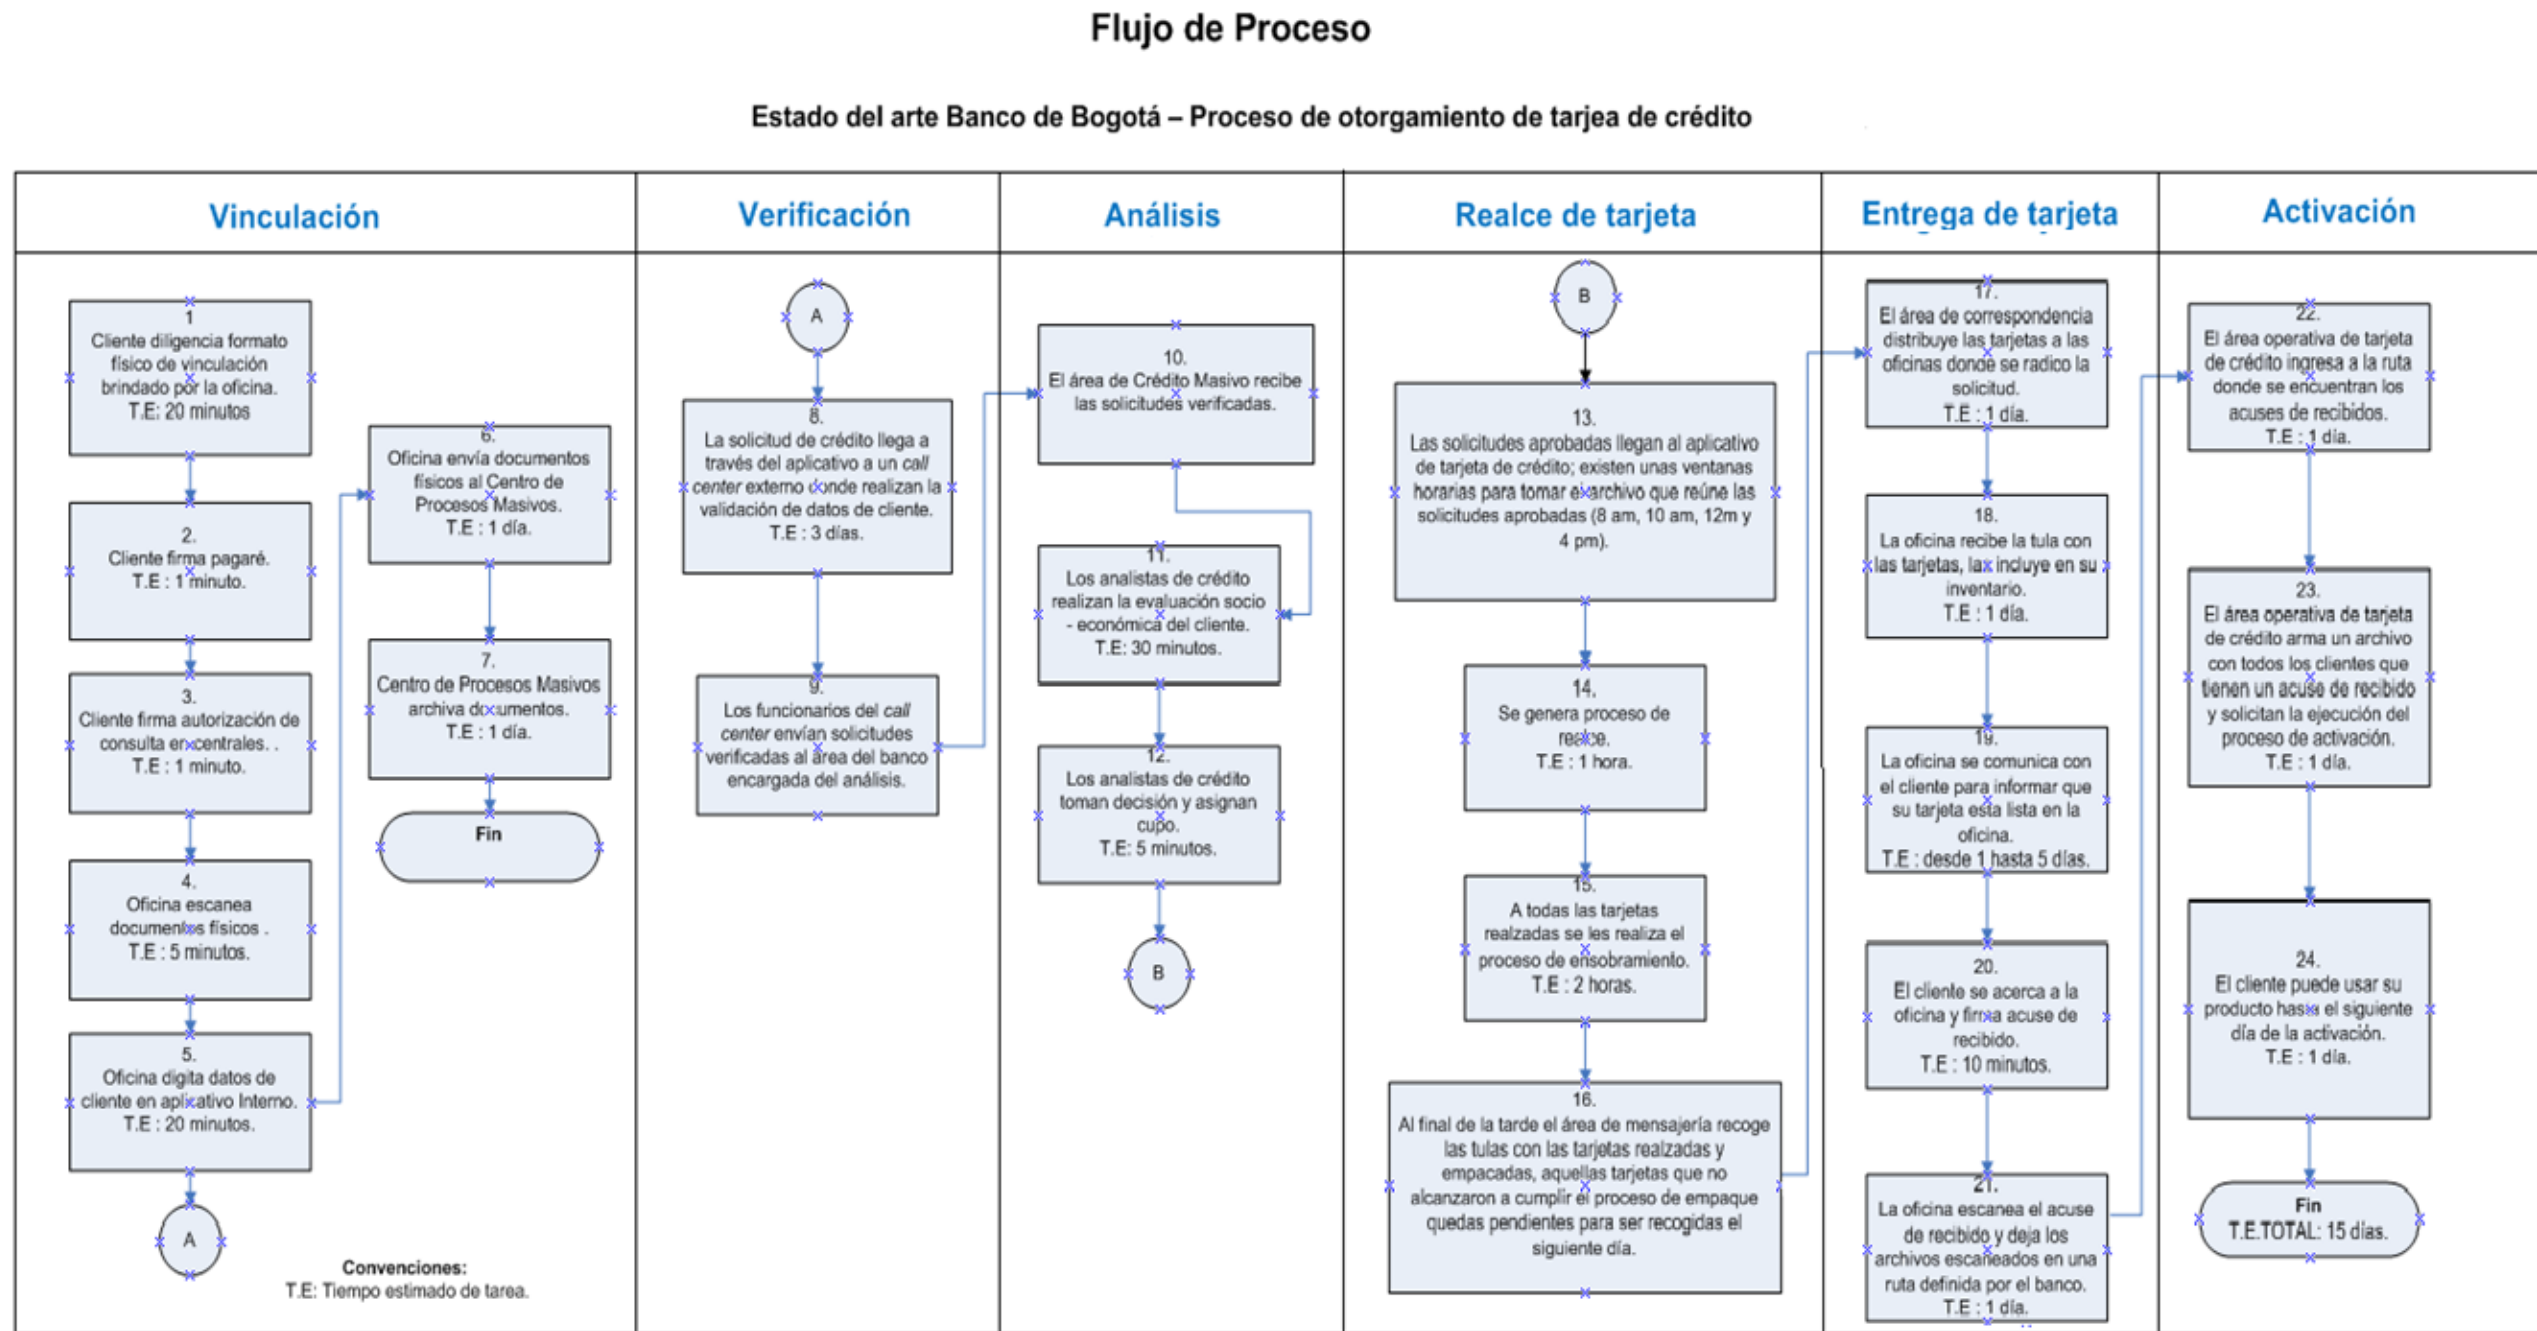 Flujo de Proceso
Estado del arte Banco de Bogotá – Proceso de otorgamiento de tarjea de crédito
Vinculación
Verificación
Análisis
Realce de tarjeta
Entrega de tarjeta
Activación
1
Cliente diligencia formato
físico de vinculación
brindado por la oficina.
T.E: 20 minutos
2.
Cliente firma pagaré.
T.E : 1 minuto.
3.
Cliente firma autorización de
consulta en centrales. .
T.E : 1 minuto.
4.
Oficina escanea
documentos físicos .
T.E : 5 minutos.
5.
Oficina digita datos de
cliente en aplicativo Interno.
T.E : 20 minutos.
A
6.
Oficina envía documentos
físicos al Centro de
Procesos Masivos.
T.E : 1 día.
7.
Centro de Procesos Masivos
archiva documentos.
T.E : 1 día.
Fin
Convenciones:
T.E: Tiempo estimado de tarea.
A
8.
La solicitud de crédito llega a
través del aplicativo a un call
center externo donde realizan la
validación de datos de cliente.
T.E : 3 días.
9.
Los funcionarios del call
center envían solicitudes
verificadas al área del banco
encargada del análisis.
10.
El área de Crédito Masivo recibe
las solicitudes verificadas.
11.
Los analistas de crédito
realizan la evaluación socio
- económica del cliente.
T.E: 30 minutos.
12.
Los analistas de crédito
toman decisión y asignan
cupo.
T.E: 5 minutos.
B
B
13.
Las solicitudes aprobadas llegan al aplicativo
de tarjeta de crédito; existen unas ventanas
horarias para tomar el archivo que reúne las
solicitudes aprobadas (8 am, 10 am, 12m y
4 pm).
14.
Se genera proceso de
realce.
T.E : 1 hora.
15.
A todas las tarjetas
realzadas se les realiza el
proceso de ensobramiento.
T.E : 2 horas.
16.
Al final de la tarde el área de mensajería recoge
las tulas con las tarjetas realzadas y
empacadas, aquellas tarjetas que no
alcanzaron a cumplir el proceso de empaque
quedas pendientes para ser recogidas el
siguiente día.
17.
El área de correspondencia
distribuye las tarjetas a las
oficinas donde se radico la
solicitud.
T.E : 1 día.
18.
La oficina recibe la tula con
las tarjetas, las incluye en su
inventario.
T.E : 1 día.
19.
La oficina se comunica con
el cliente para informar que
su tarjeta esta lista en la
oficina.
T.E : desde 1 hasta 5 días.
20.
El cliente se acerca a la
oficina y firma acuse de
recibido.
T.E : 10 minutos.
21.
La oficina escanea el acuse
de recibido y deja los
archivos escaneados en una
ruta definida por el banco.
T.E : 1 día.
22.
El área operativa de tarjeta
de crédito ingresa a la ruta
donde se encuentran los
acuses de recibidos.
T.E : 1 día.
23.
El área operativa de tarjeta
de crédito arma un archivo
con todos los clientes que
tienen un acuse de recibido
y solicitan la ejecución del
proceso de activación.
T.E : 1 día.
24.
El cliente puede usar su
producto hasta el siguiente
día de la activación.
T.E : 1 día.
Fin
T.E.TOTAL: 15 días.